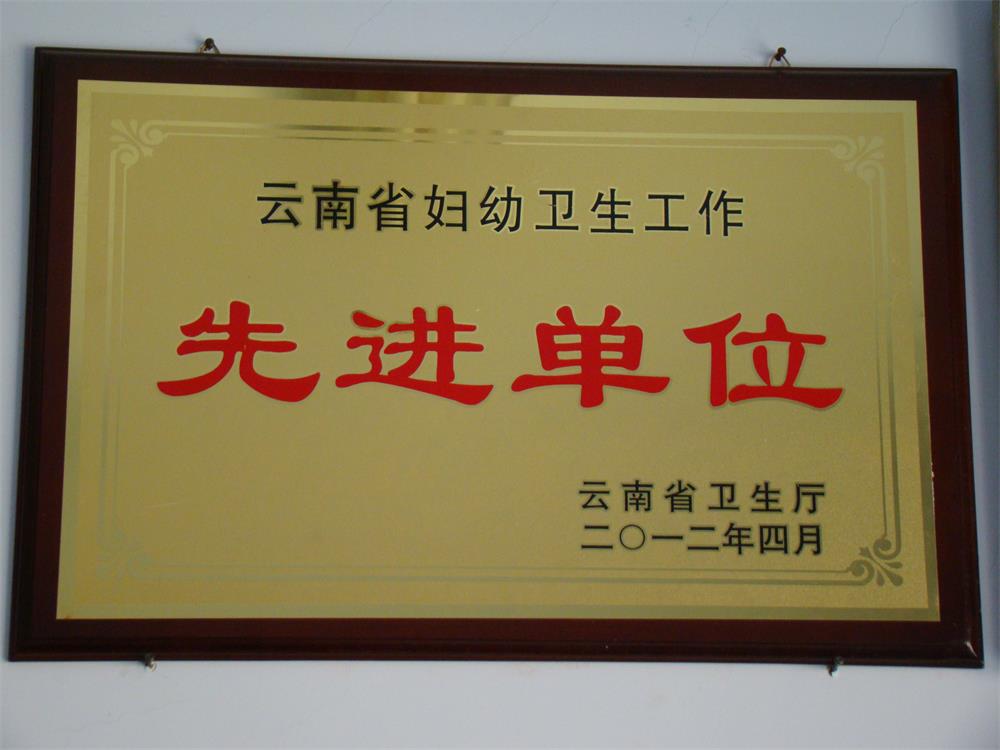 云南省妇幼卫生工作
先进单位
云南省卫生厅
二〇一二年四月